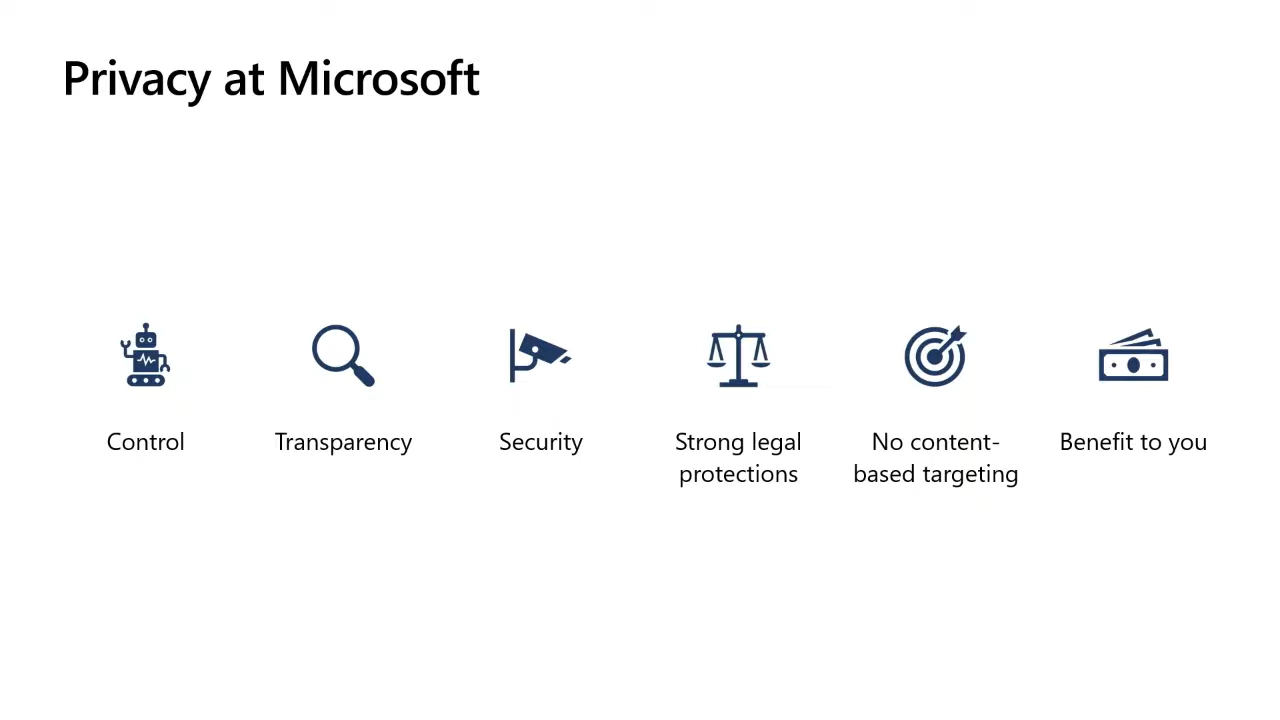 Privacy at Microsoft
Control
Transparency
Security
Strong legal
protections
No content-
based targeting
Benefit to you